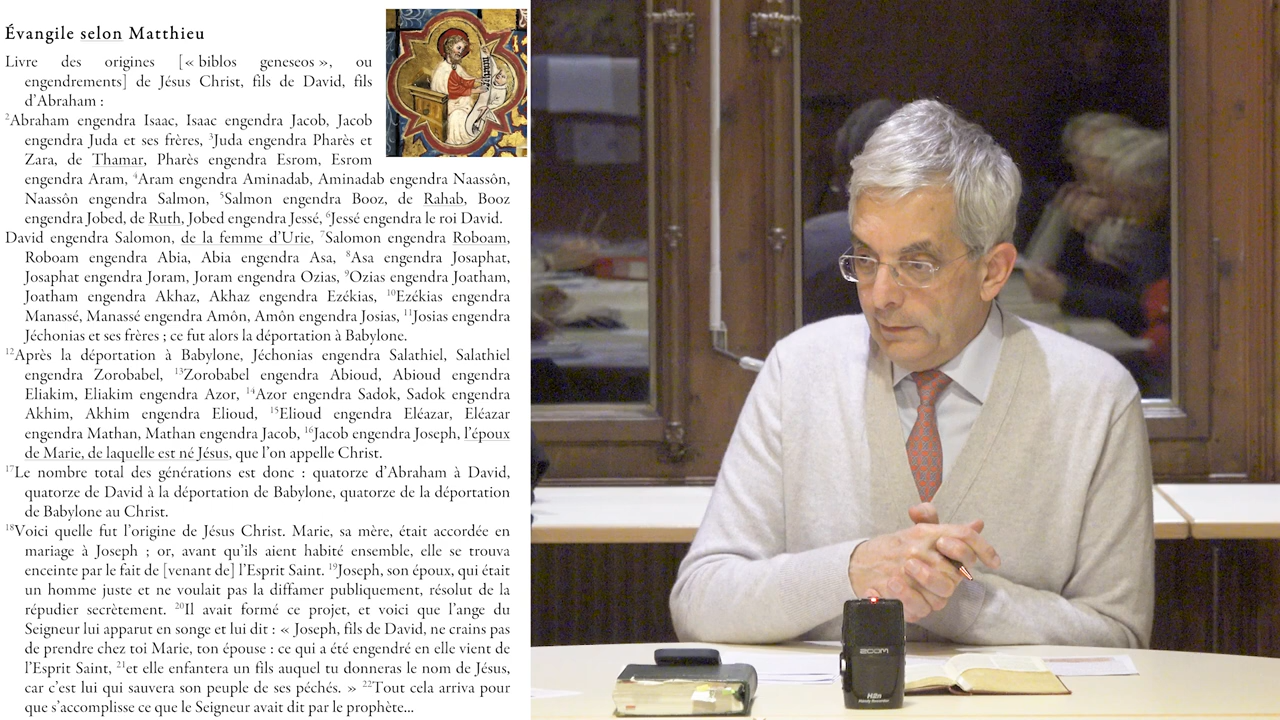 Évangile selon Matthieu
Livre des origines [« biblos geneseos », ou
engendrements] de Jésus Christ, fils de David, fils
d’Abraham :
²Abraham engendra Isaac, Isaac engendra Jacob, Jacob
engendra Juda et ses frères, ³Juda engendra Pharès et
Zara, de Thamar, Pharès engendra Esrom, Esrom
engendra Aram, ⁴Aram engendra Aminadab, Aminadab engendra Naassôn,
Naassôn engendra Salmon, ⁵Salmon engendra Booz, de Rahab, Booz
engendra Jobed, de Ruth, Jobed engendra Jessé, ⁶Jessé engendra le roi David.
David engendra Salomon, de la femme d’Urie, ⁷Salomon engendra Roboam,
Roboam engendra Abia, Abia engendra Asa, ⁸Asa engendra Josaphat,
Josaphat engendra Joram, Joram engendra Ozias, ⁹Ozias engendra Joatham,
Joatham engendra Akhaz, Akhaz engendra Ezékias, ¹⁰Ezékias engendra
Manassé, Manassé engendra Amôn, Amôn engendra Josias, ¹¹Josias engendra
Jéchonias et ses frères ; ce fut alors la déportation à Babylone.
¹²Après la déportation à Babylone, Jéchonias engendra Salathiel, Salathiel
engendra Zorobabel, ¹³Zorobabel engendra Abioud, Abioud engendra
Eliakim, Eliakim engendra Azor, ¹⁴Azor engendra Sadok, Sadok engendra
Akhim, Akhim engendra Elioud, ¹⁵Elioud engendra Eléazar, Eléazar
engendra Mathan, Mathan engendra Jacob, ¹⁶Jacob engendra Joseph, l’époux
de Marie, de laquelle est né Jésus, que l’on appelle Christ.
¹⁷Le nombre total des générations est donc : quatorze d’Abraham à David,
quatorze de David à la déportation de Babylone, quatorze de la déportation
de Babylone au Christ.
¹⁸Voici quelle fut l’origine de Jésus Christ. Marie, sa mère, était accordée en
mariage à Joseph ; or, avant qu’ils aient habité ensemble, elle se trouva
enceinte par le fait de [venant de] l’Esprit Saint. ¹⁹Joseph, son époux, qui était
un homme juste et ne voulait pas la diffamer publiquement, résolut de la
répudier secrètement. ²⁰Il avait formé ce projet, et voici que l’ange du
Seigneur lui apparut en songe et lui dit : « Joseph, fils de David, ne crains pas
de prendre chez toi Marie, ton épouse : ce qui a été engendré en elle vient de
l’Esprit Saint, ²¹et elle enfantera un fils auquel tu donneras le nom de Jésus,
car c’est lui qui sauvera son peuple de ses péchés. » ²²Tout cela arriva pour
que s’accomplisse ce que le Seigneur avait dit par le prophète...
zoom
H2n
Handy Recorder